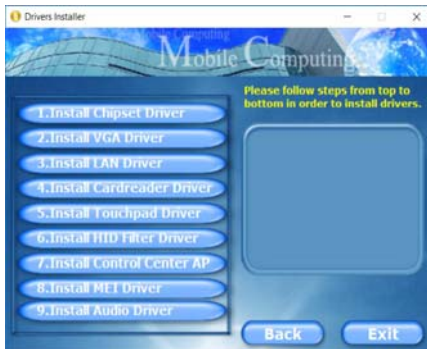 Drivers Installer
Mobile Computing
Mobile Computing
Please follow steps from top to
bottom in order to install drivers.
1.Install Chipset Driver
2.Install VGA Driver
3.Install LAN Driver
4.Install Cardreader Driver
5.Install Touchpad Driver
6.Install HID Filter Driver
7.Install Control Center AP
8.Install MEI Driver
9.Install Audio Driver
Back
Exit